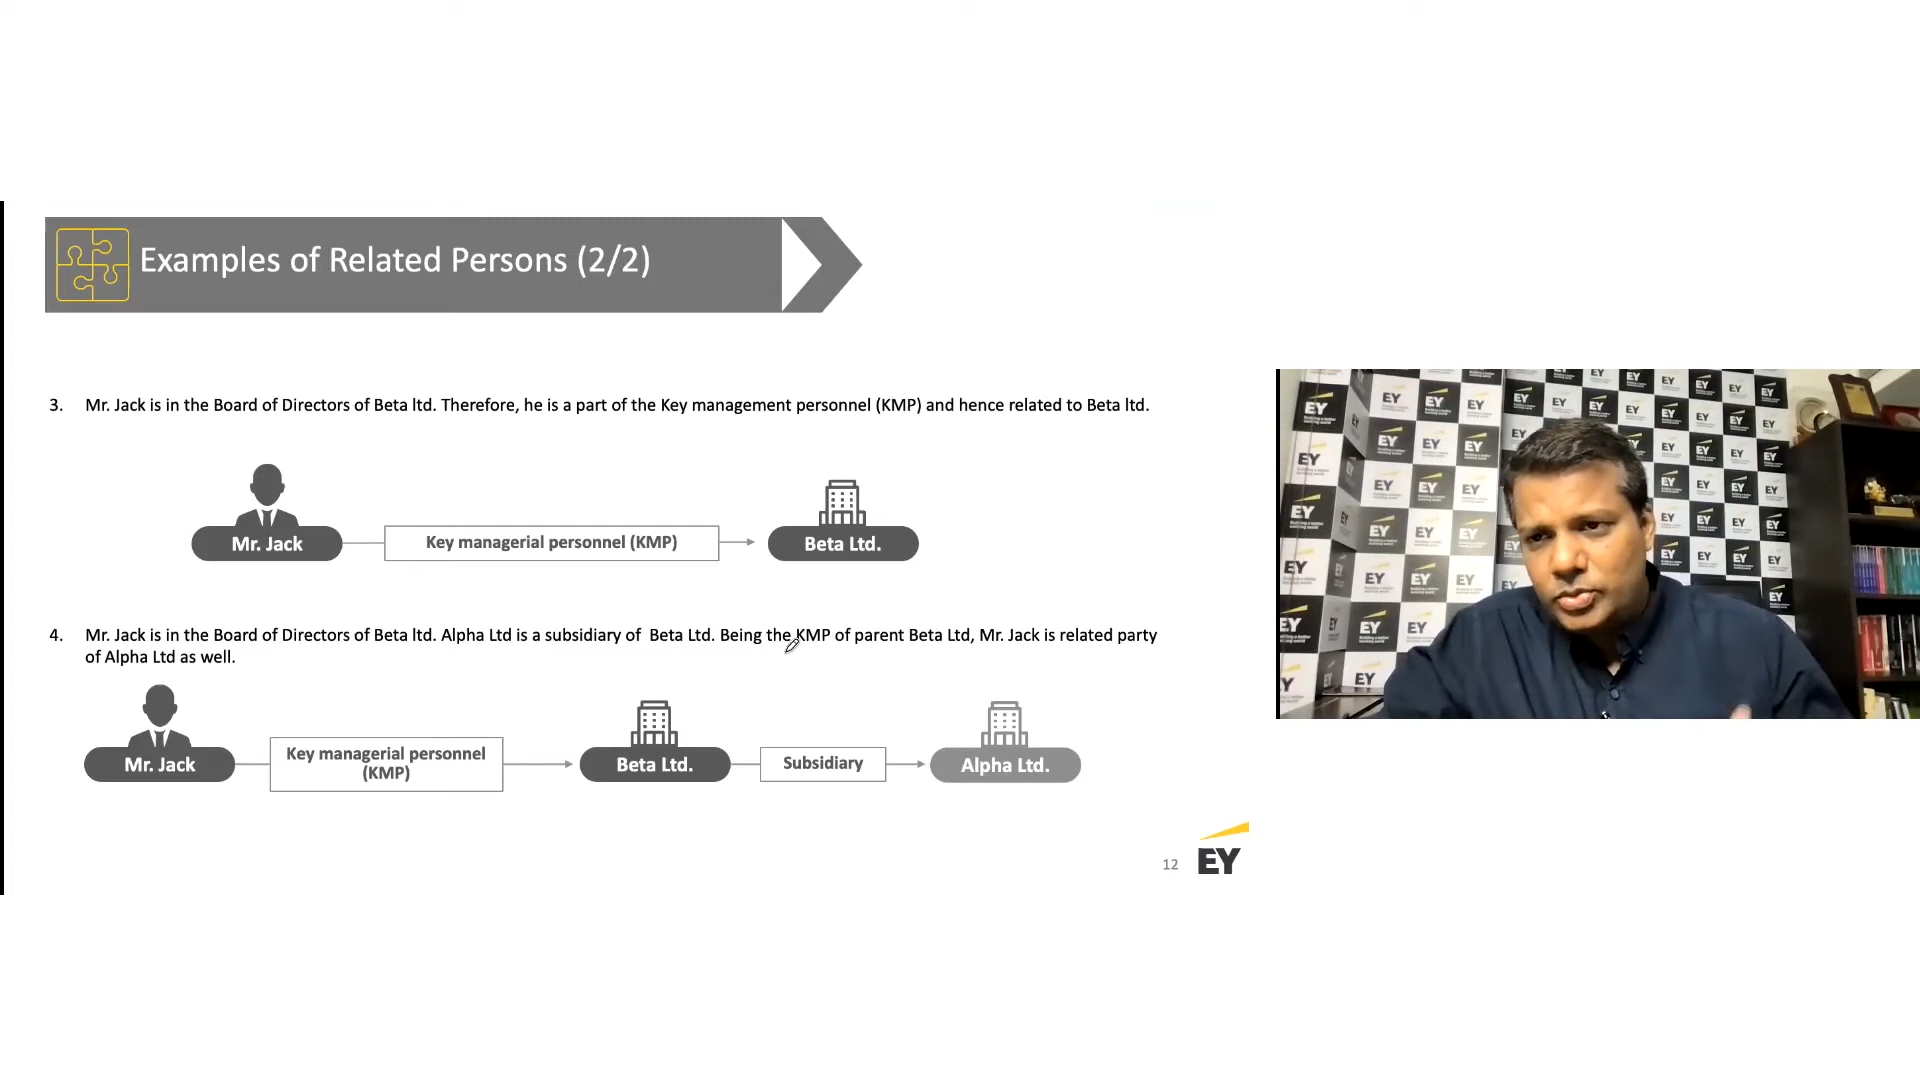 Examples of Related Persons (2/2)
3. Mr. Jack is in the Board of Directors of Beta ltd. Therefore, he is a part of the Key management personnel (KMP) and hence related to Beta ltd.
Mr. Jack
Key managerial personnel (KMP)
Beta Ltd.
4. Mr. Jack is in the Board of Directors of Beta ltd. Alpha Ltd is a subsidiary of Beta Ltd. Being the KMP of parent Beta Ltd, Mr. Jack is related party
of Alpha Ltd as well.
Mr. Jack
Key managerial personnel
(KMP)
Beta Ltd.
Subsidiary
Alpha Ltd.
12
EY